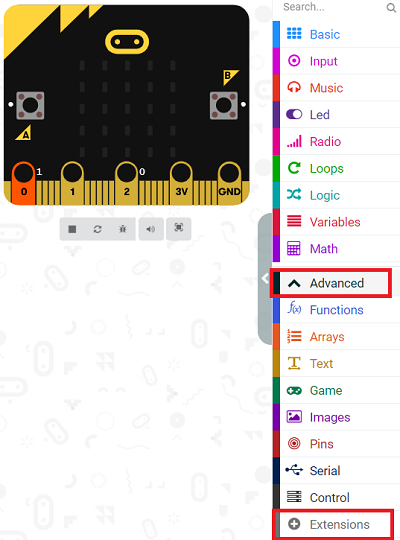 Search...
Basic
Input
Music
Led
Radio
Loops
Logic
Variables
Math
Advanced
f(x) Functions
Arrays
Text
Game
Images
Pins
Serial
Control
Extensions
B
A
1 0
0 1 2 3V GND